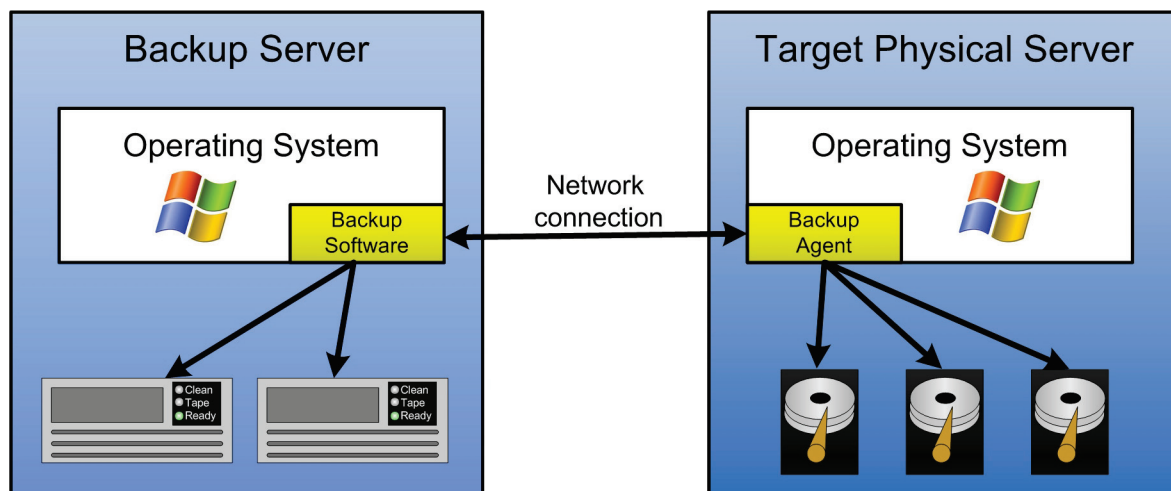 Backup Server
Operating System
Backup
Software
Clean
Tape
Ready
Clean
Tape
Ready
Network
connection
Target Physical Server
Operating System
Backup
Agent